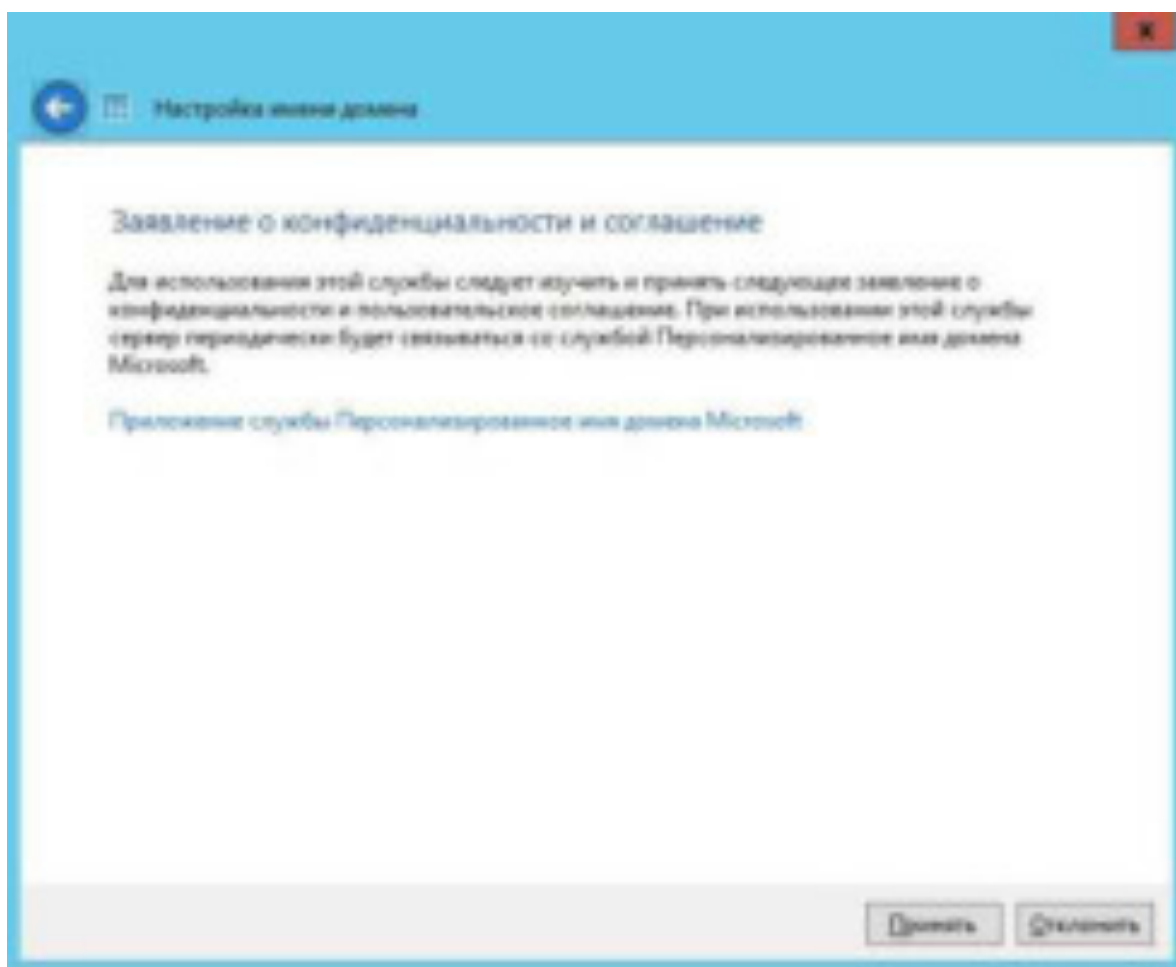 Настройка имени домена
Заявление о конфиденциальности и соглашение
Для использования этой службы следует изучить и принять следующее заявление о
конфиденциальности и пользовательское соглашение. При использовании этой службы
сервер периодически будет связываться со службой Персонализированное имя домена
Microsoft.
Приложение службы Персонализированное имя домена Microsoft
Принять
Отклонить